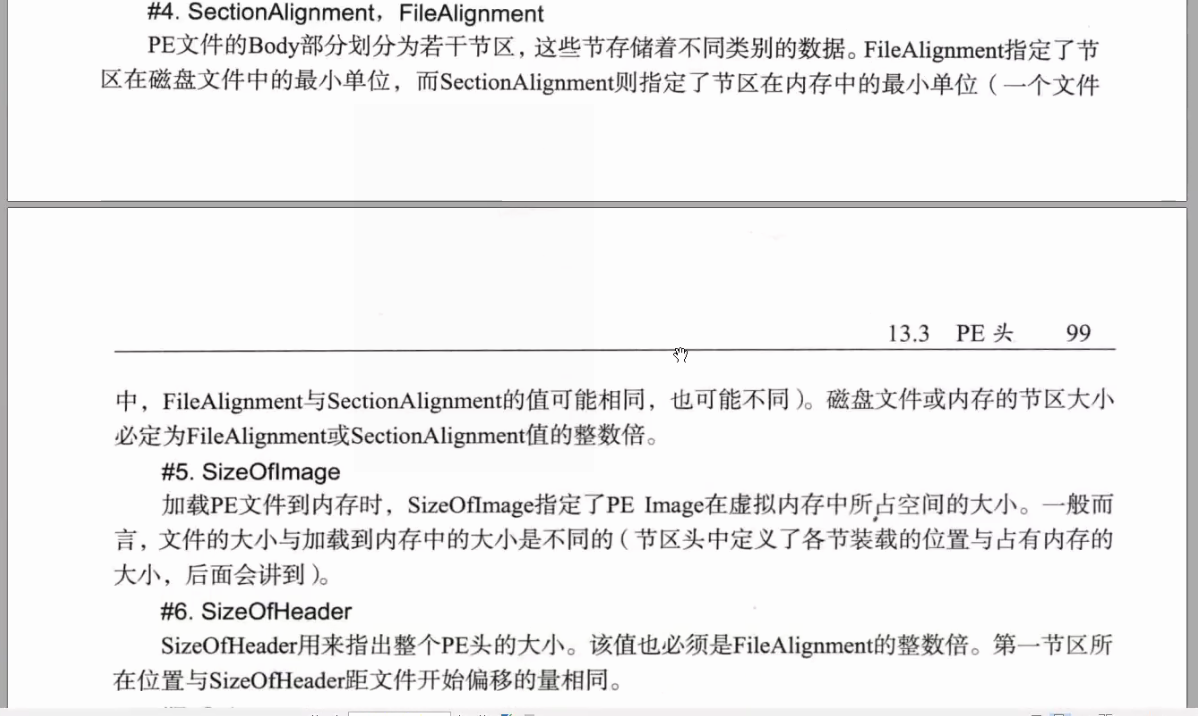 #4. SectionAlignment，FileAlignment
PE文件的Body部分划分为若干节区，这些节存储着不同类别的数据。FileAlignment指定了节
区在磁盘文件中的最小单位，而SectionAlignment则指定了节区在内存中的最小单位（一个文件
13.3 PE 头 99
中，FileAlignment与SectionAlignment的值可能相同，也可能不同）。磁盘文件或内存的节区大小
必定为FileAlignment或SectionAlignment值的整数倍。
#5. SizeOfImage
加载PE文件到内存时，SizeOfImage指定了PE Image在虚拟内存中所占空间的大小。一般而
言，文件的大小与加载到内存中的大小是不同的（节区头中定义了各节装载的位置与占有内存的
大小，后面会讲到）。
#6. SizeOfHeader
SizeOfHeader用来指出整个PE头的大小。该值也必须是FileAlignment的整数倍。第一节区所
在位置与SizeOfHeader距文件开始偏移的量相同。